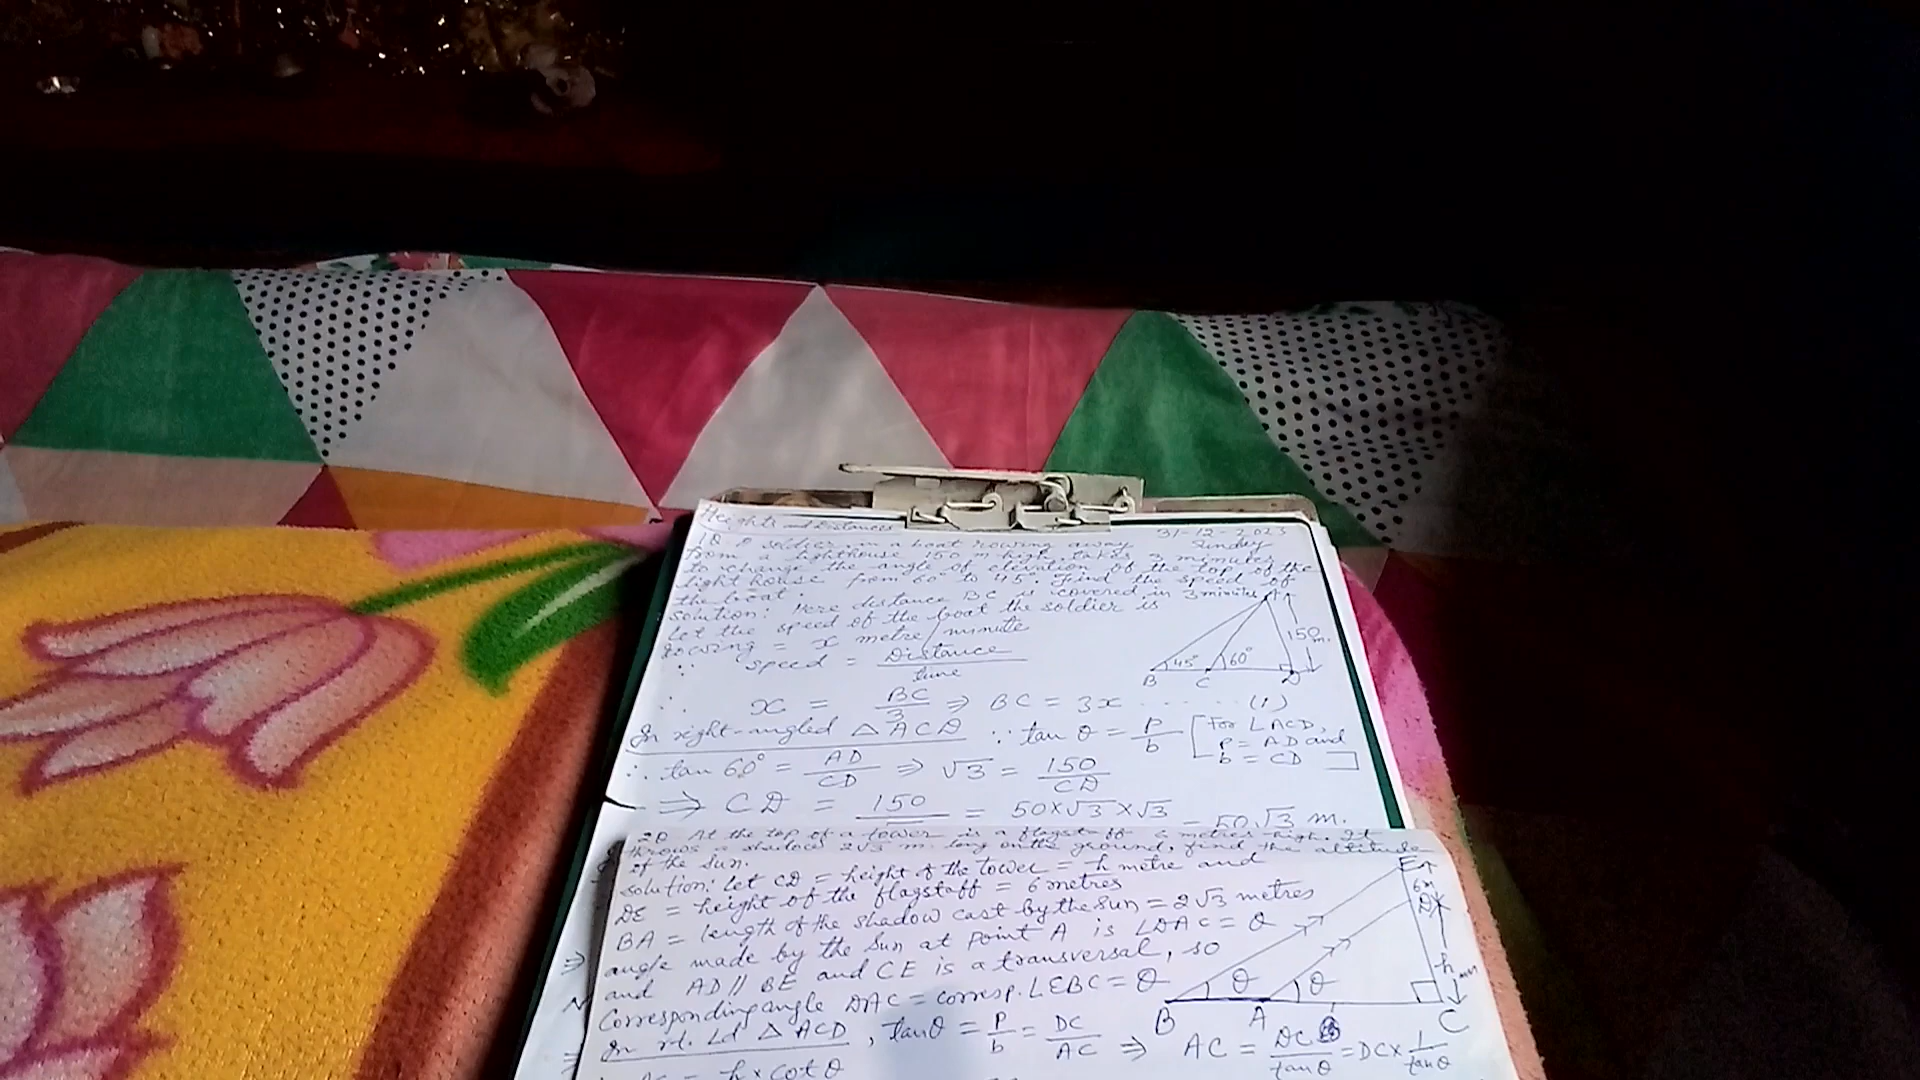 Heights and Distances
31-12-2023
Sunday
1Q A soldier in a boat rowing away
from a lighthouse 150 m high, takes 3 minutes
to change the angle of elevation of the top of the
light house from 60° to 45°. Find the speed of
the boat.
Solution: Here distance BC is covered in 3 minutes
Let the speed of the boat the soldier is
rowing = x metre/minute
∵ speed = Distance / time
∴ x = BC / 3 ⇒ BC = 3x ....... (1)
In right-angled △ACD ∵ tan θ = P / b [For ∠ACD,
P = AD and
b = CD]
∴ tan 60° = AD / CD ⇒ √3 = 150 / CD
⇒ CD = 150 = 50×√3×√3 = 50√3 m.
A
150 m.
45° 60°
B C D
2Q At the top of a tower is a flagstaff 6 metres high. It
throws a shadow 2√3 m. long on the ground, find the altitude
of the Sun.
Solution: Let CD = height of the tower = h metre and
DE = height of the flagstaff = 6 metres
BA = length of the shadow cast by the Sun = 2√3 metres
angle made by the Sun at point A is ∠DAC = θ
and AD // BE and CE is a transversal, so
Corresponding angle DAC = corresp. ∠EBC = θ
In rt. ∠d △ACD, tan θ = P / b = DC / AC ⇒ AC = DC / tan θ = DC × 1 / tan θ
= h × cot θ
E
6m
D
h
θ θ
B A C